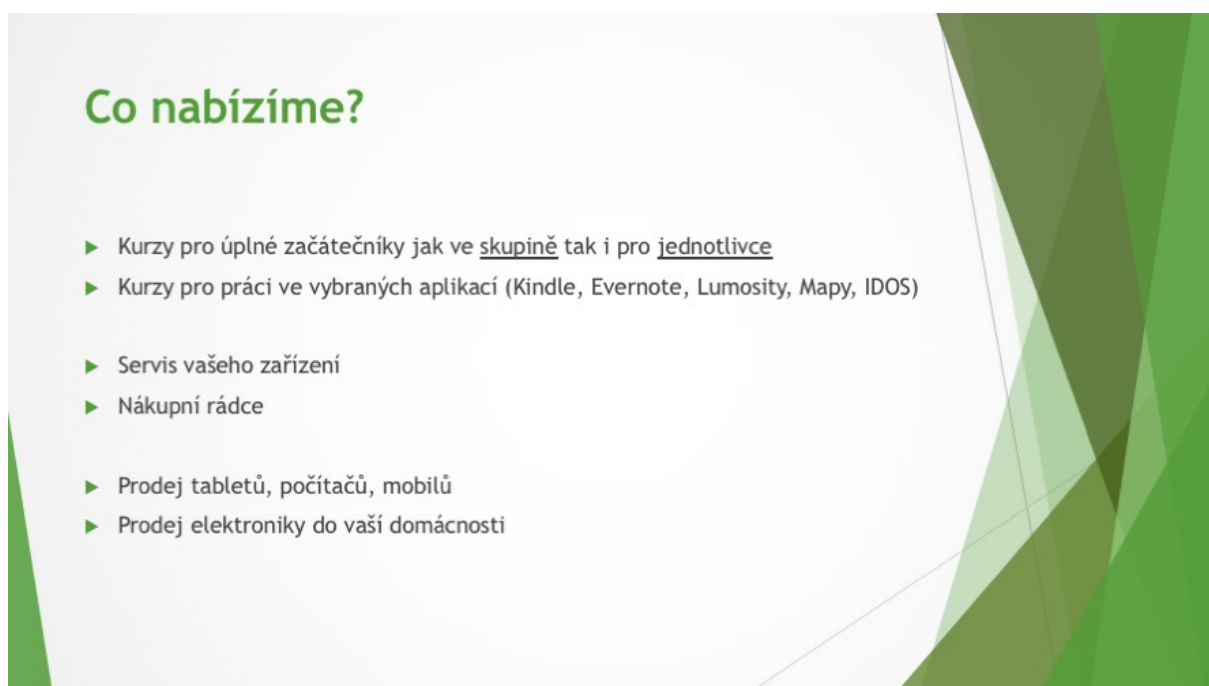 Co nabízíme?
Kurzy pro úplné začátečníky jak ve skupině tak i pro jednotlivce
Kurzy pro práci ve vybraných aplikací (Kindle, Evernote, Lumosity, Mapy, IDOS)
Servis vašeho zařízení
Nákupní rádce
Prodej tabletů, počítačů, mobilů
Prodej elektroniky do vaší domácnosti